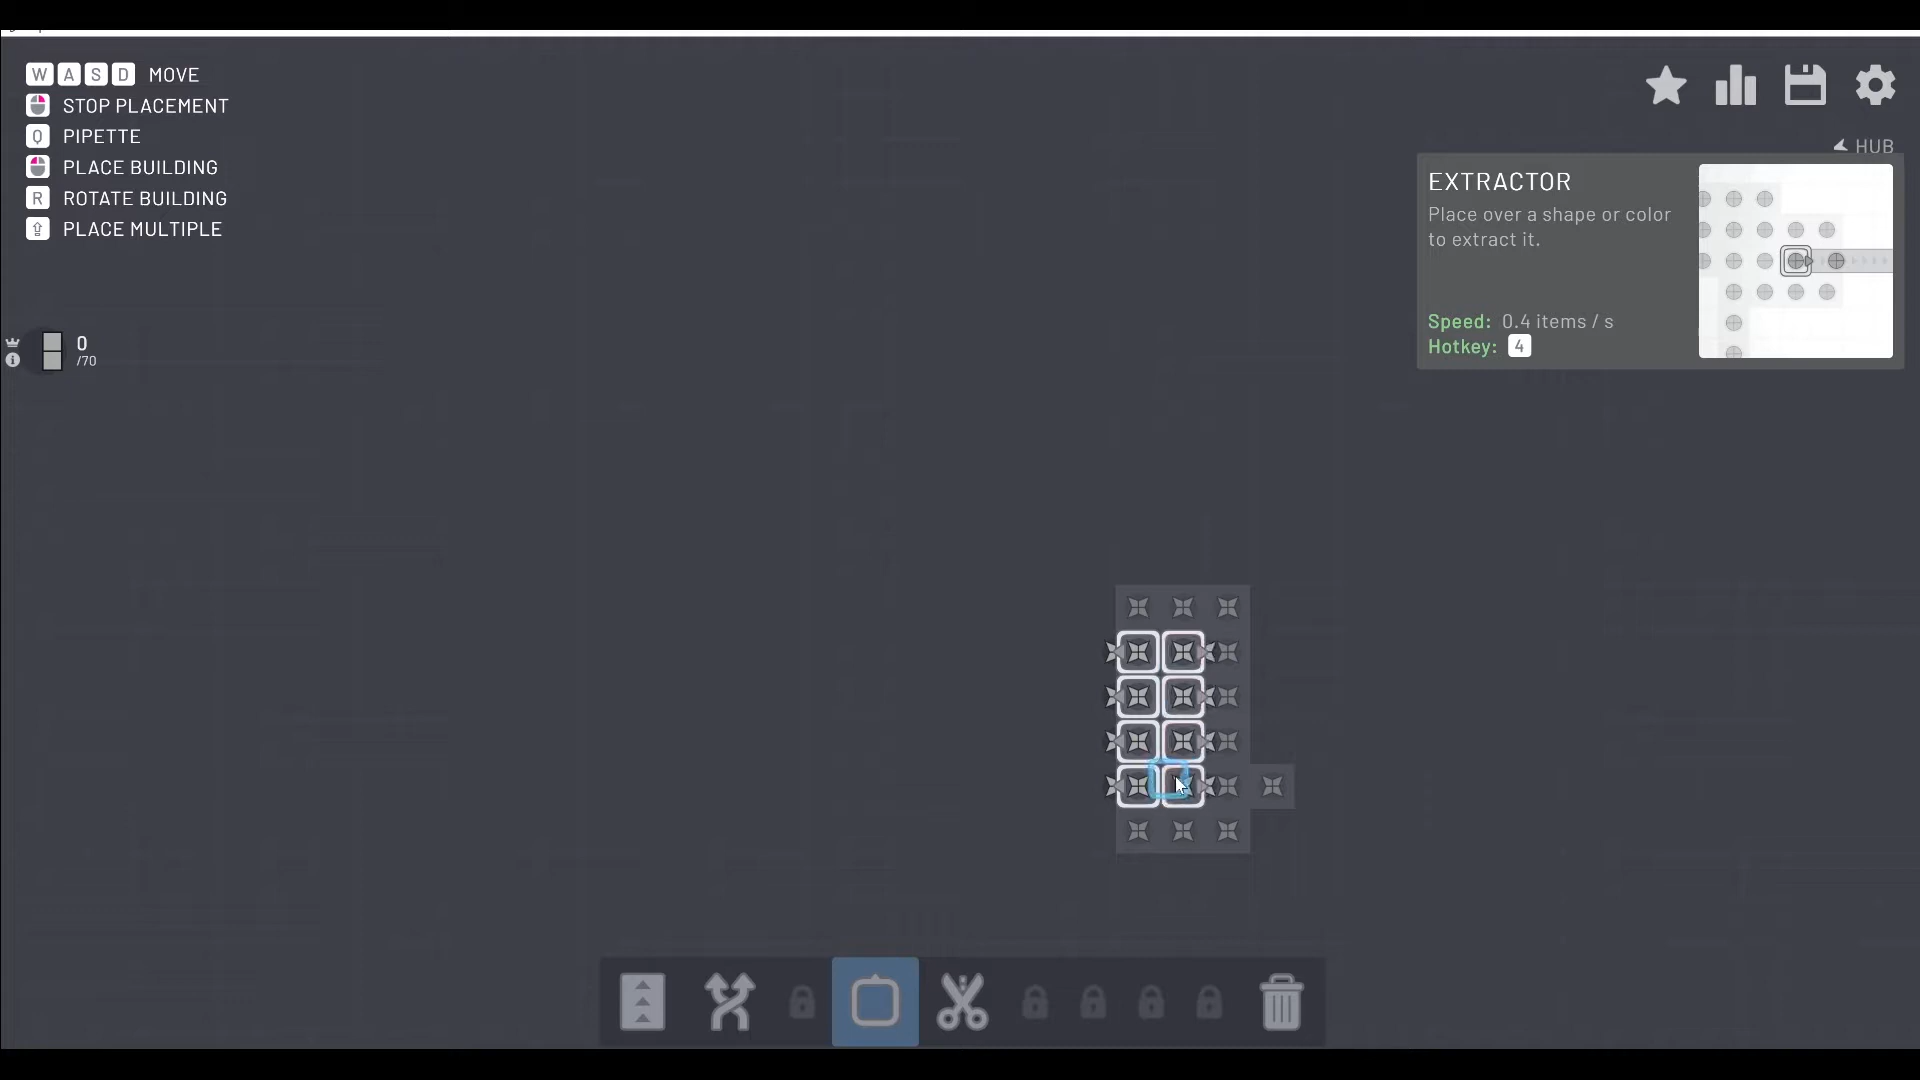 W A S D MOVE
STOP PLACEMENT
Q PIPETTE
PLACE BUILDING
R ROTATE BUILDING
⇧ PLACE MULTIPLE
HUB
EXTRACTOR
Place over a shape or color
to extract it.
Speed: 0.4 items / s
Hotkey: 4
0
/70